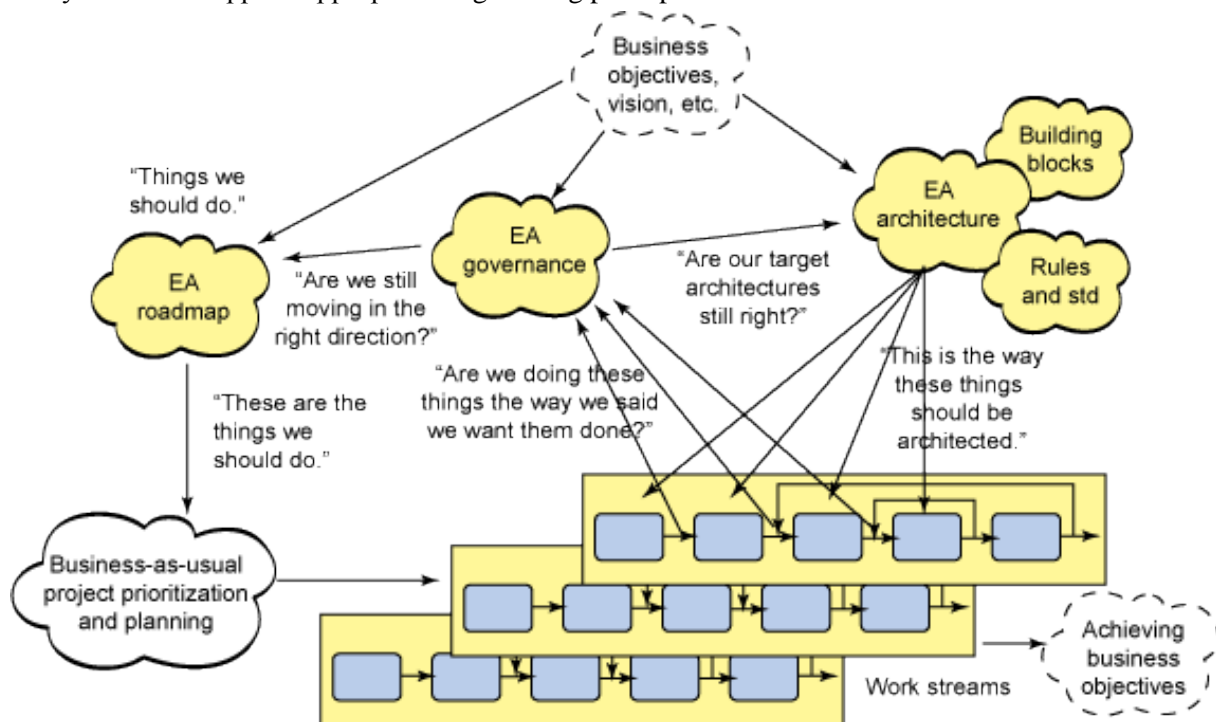 Business
objectives,
vision, etc.
Building
blocks
EA
architecture
Rules
and std
"Things we
should do."
EA
governance
EA
roadmap
"Are we still
moving in the
right direction?"
"Are our target
architectures
still right?"
"Are we doing these
things the way we said
we want them done?"
"This is the way
these things
should be
architected."
"These are the
things we
should do."
Business-as-usual
project prioritization
and planning
Work streams
Achieving
business
objectives